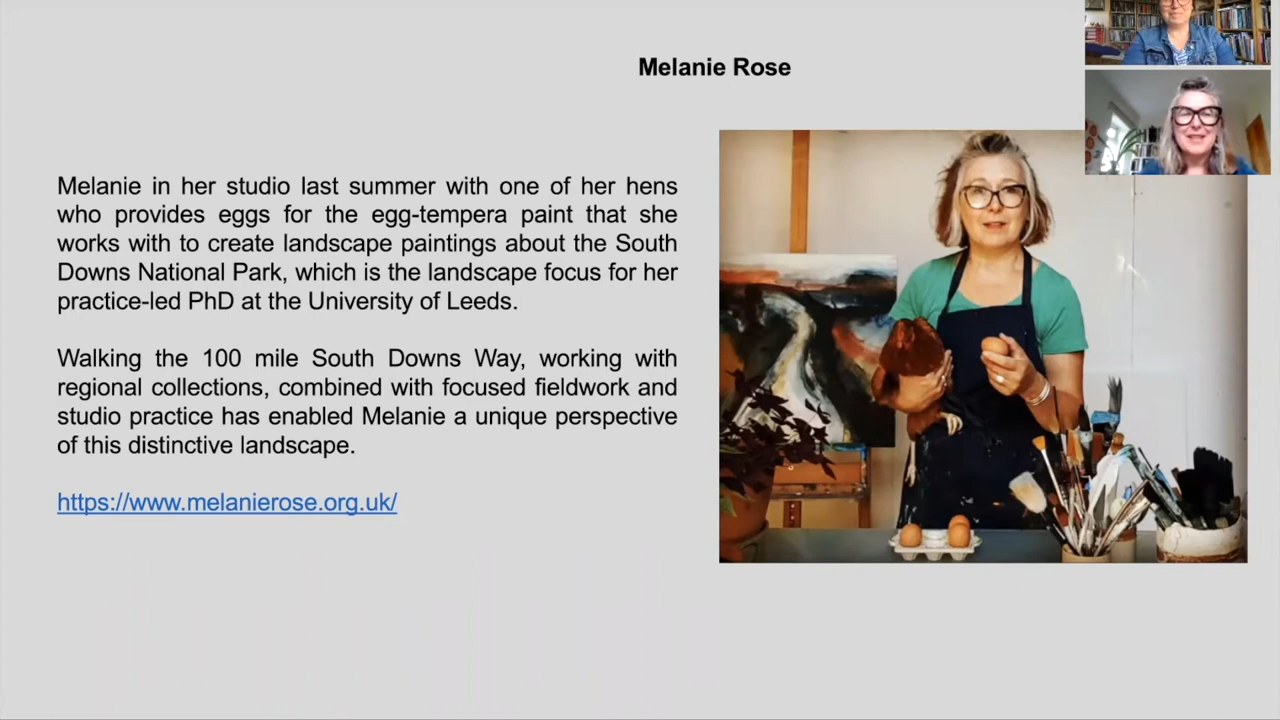 Melanie Rose
Melanie in her studio last summer with one of her hens
who provides eggs for the egg-tempera paint that she
works with to create landscape paintings about the South
Downs National Park, which is the landscape focus for her
practice-led PhD at the University of Leeds.
Walking the 100 mile South Downs Way, working with
regional collections, combined with focused fieldwork and
studio practice has enabled Melanie a unique perspective
of this distinctive landscape.
https://www.melanierose.org.uk/